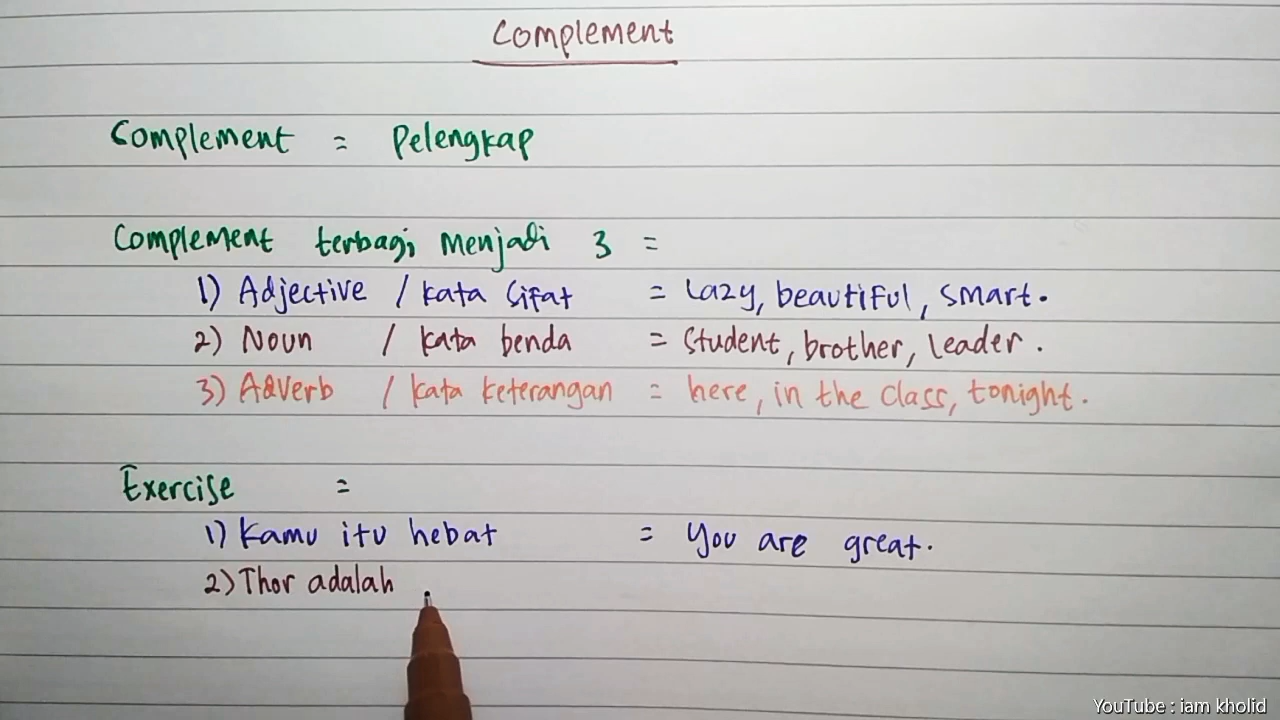 Complement
Complement = Pelengkap
Complement terbagi menjadi 3 =
1) Adjective / kata sifat = Lazy, beautiful, smart.
2) Noun / kata benda = Student, brother, leader.
3) Adverb / kata keterangan = here, in the class, tonight.
Exercise =
1) Kamu itu hebat = You are great.
2) Thor adalah
YouTube : iam kholid